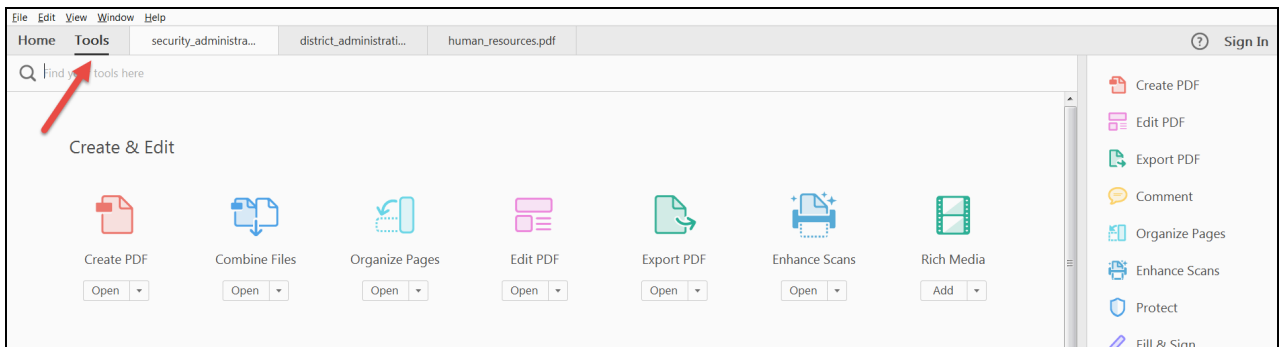 File Edit View Window Help
Home Tools security_administra... district_administrati... human_resources.pdf Sign In
Find your tools here
Create & Edit
Create PDF Combine Files Organize Pages Edit PDF Export PDF Enhance Scans Rich Media
Open Open Open Open Open Open Add
Create PDF
Edit PDF
Export PDF
Comment
Organize Pages
Enhance Scans
Protect
Fill & Sign